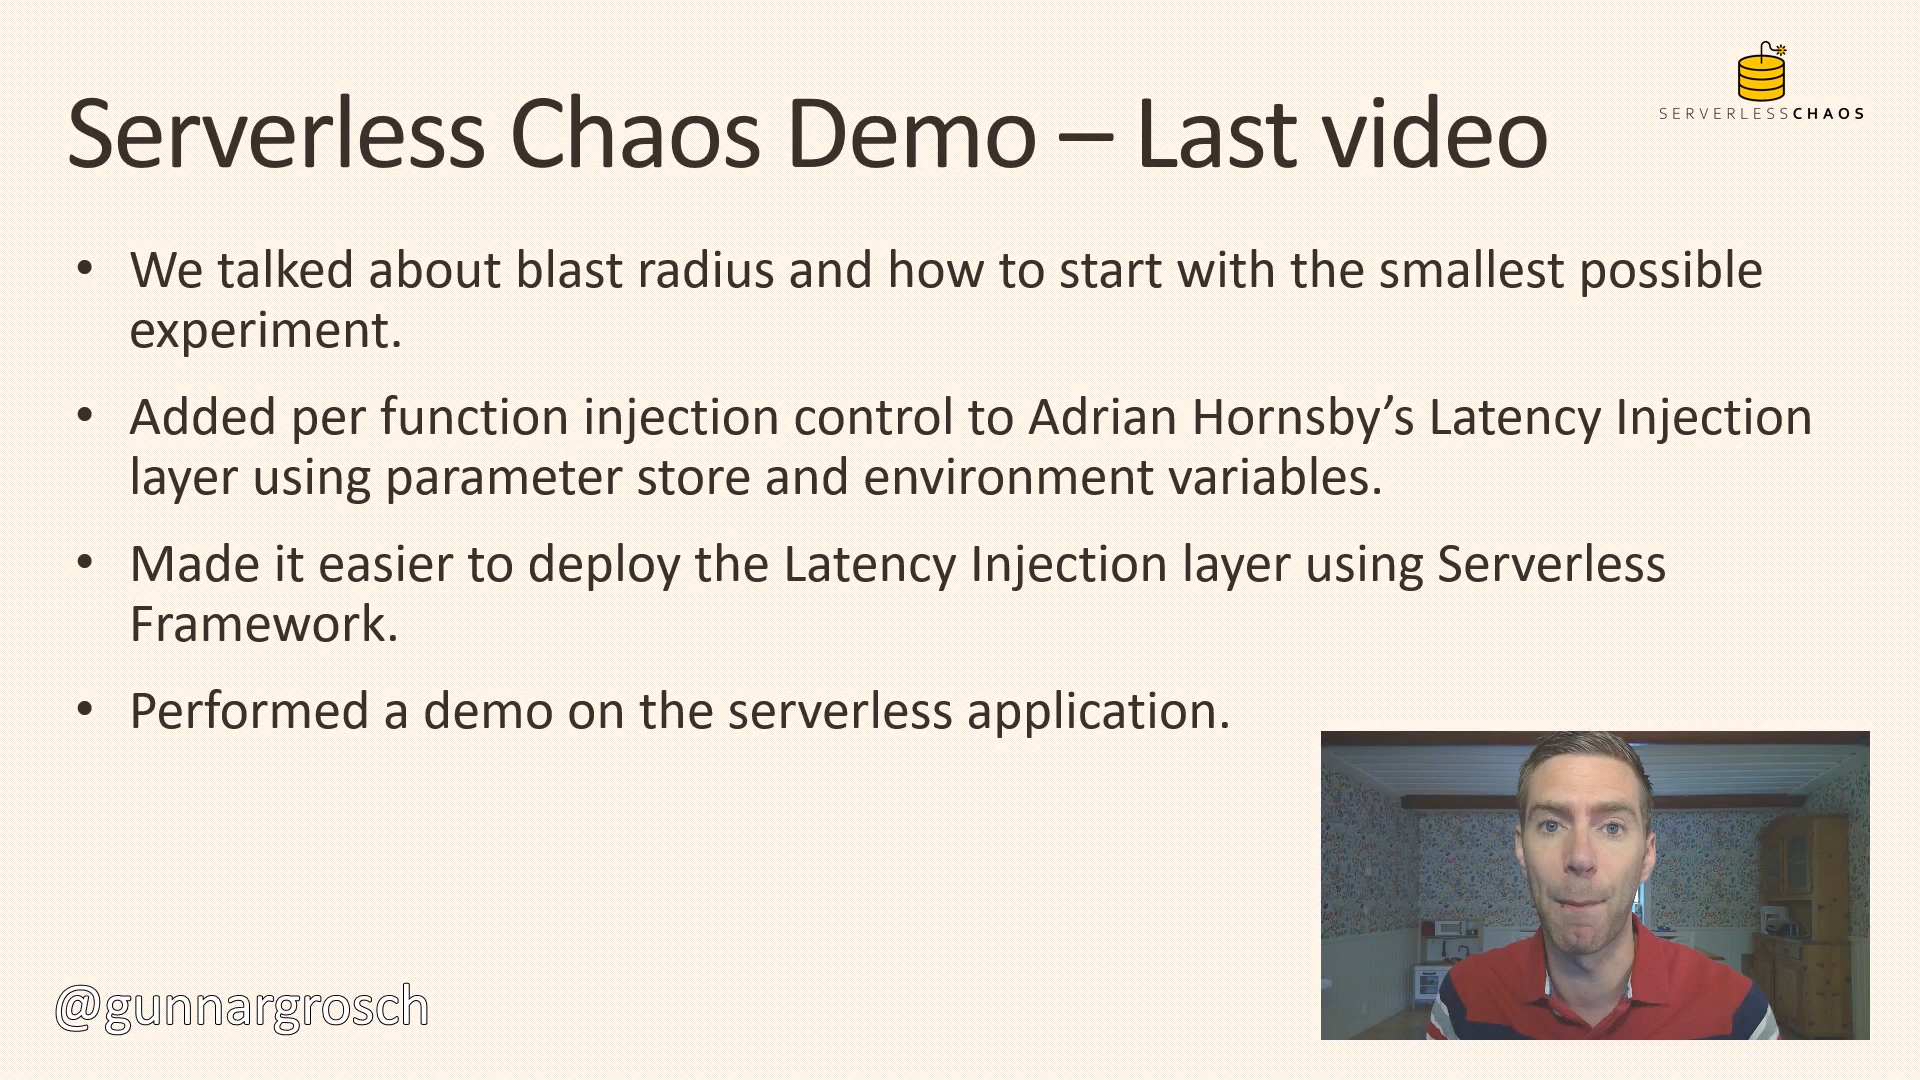 Serverless Chaos Demo – Last video
SERVERLESSCHAOS
• We talked about blast radius and how to start with the smallest possible
experiment.
• Added per function injection control to Adrian Hornsby’s Latency Injection
layer using parameter store and environment variables.
• Made it easier to deploy the Latency Injection layer using Serverless
Framework.
• Performed a demo on the serverless application.
@gunnargrosch